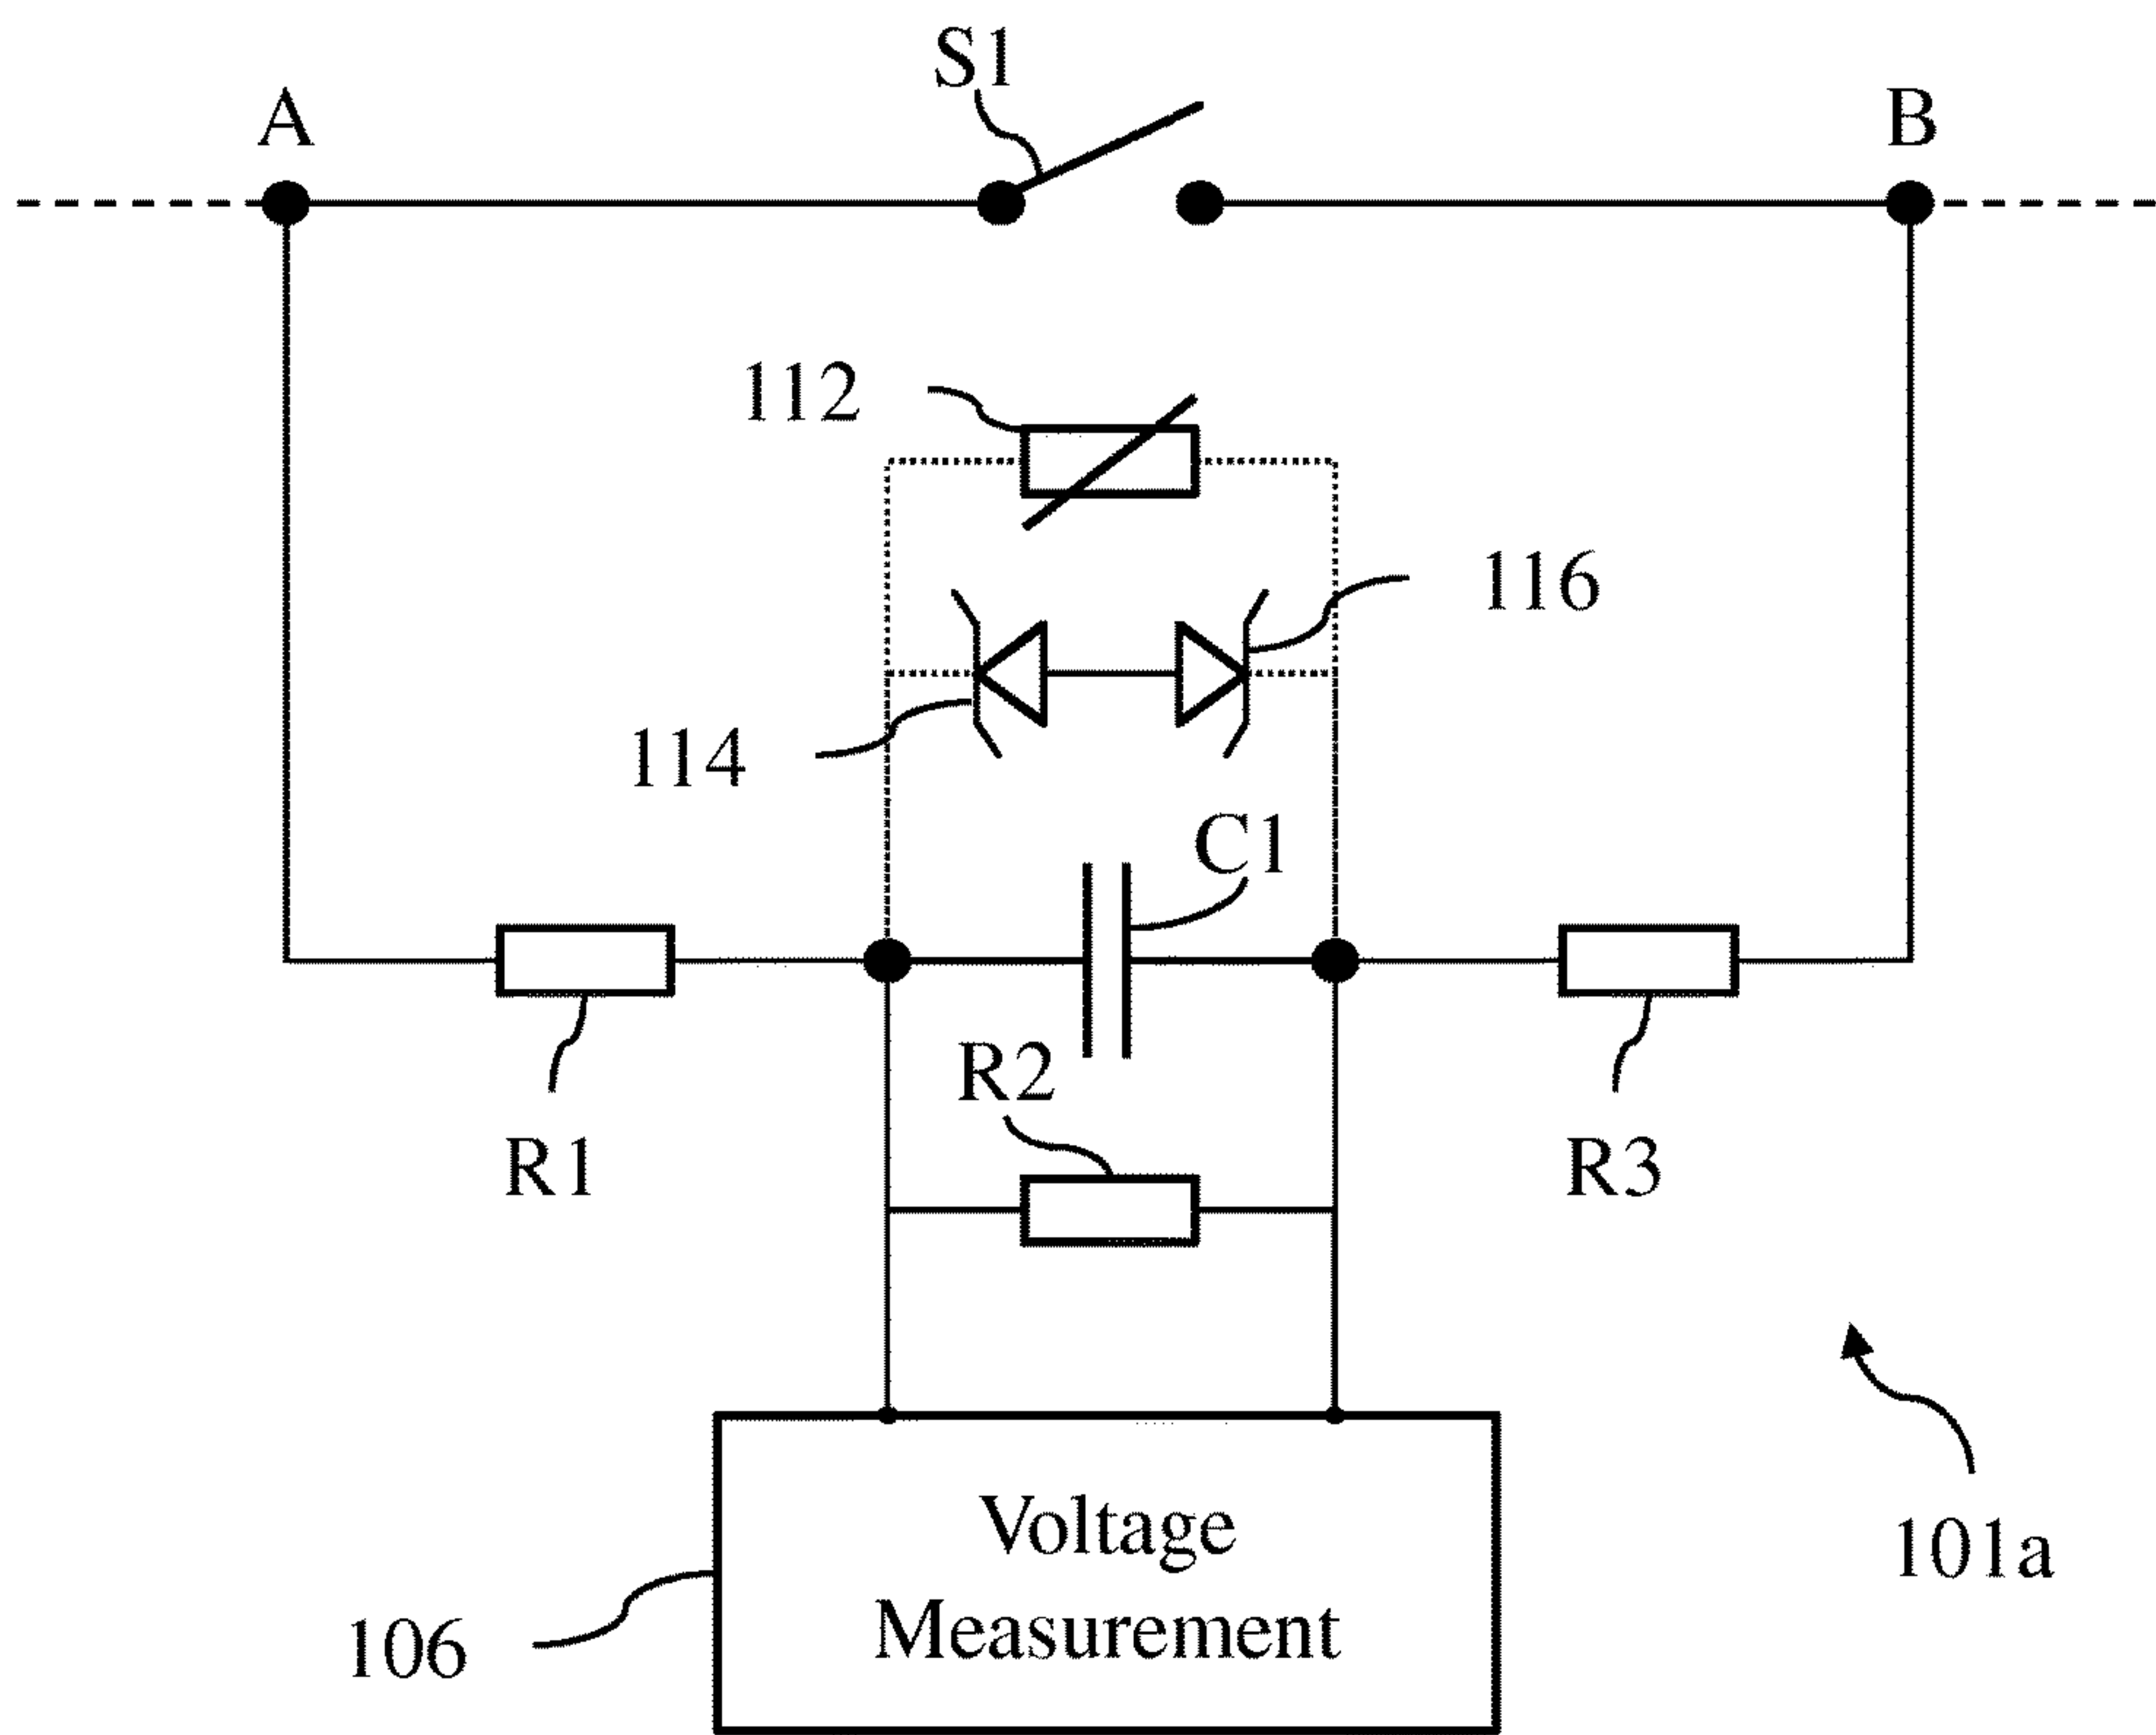 S1
A
B
112
116
114
C1
R2
R1
R3
Voltage
Measurement
101a
106